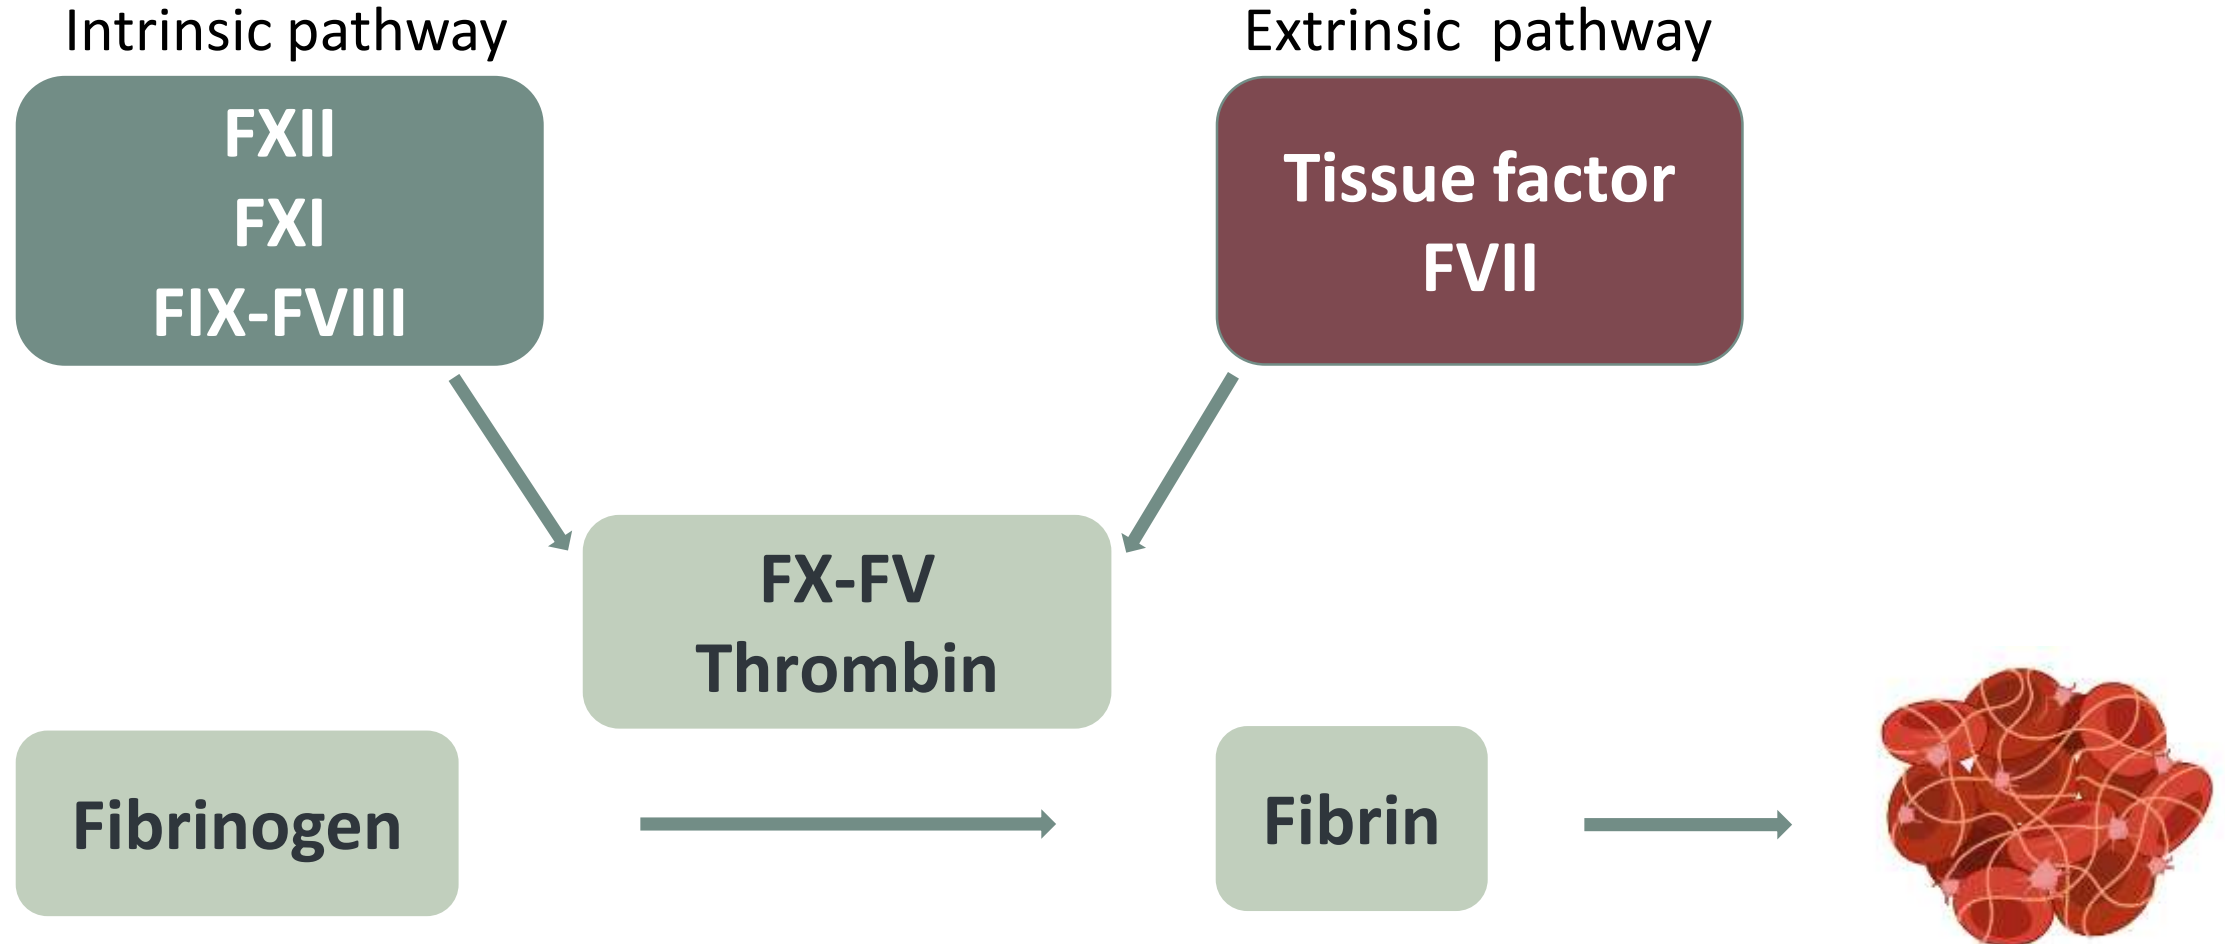 Intrinsic pathway
FXII
FXI
FIX-FVIII
Extrinsic pathway
Tissue factor
FVII
FX-FV
Thrombin
Fibrinogen
Fibrin